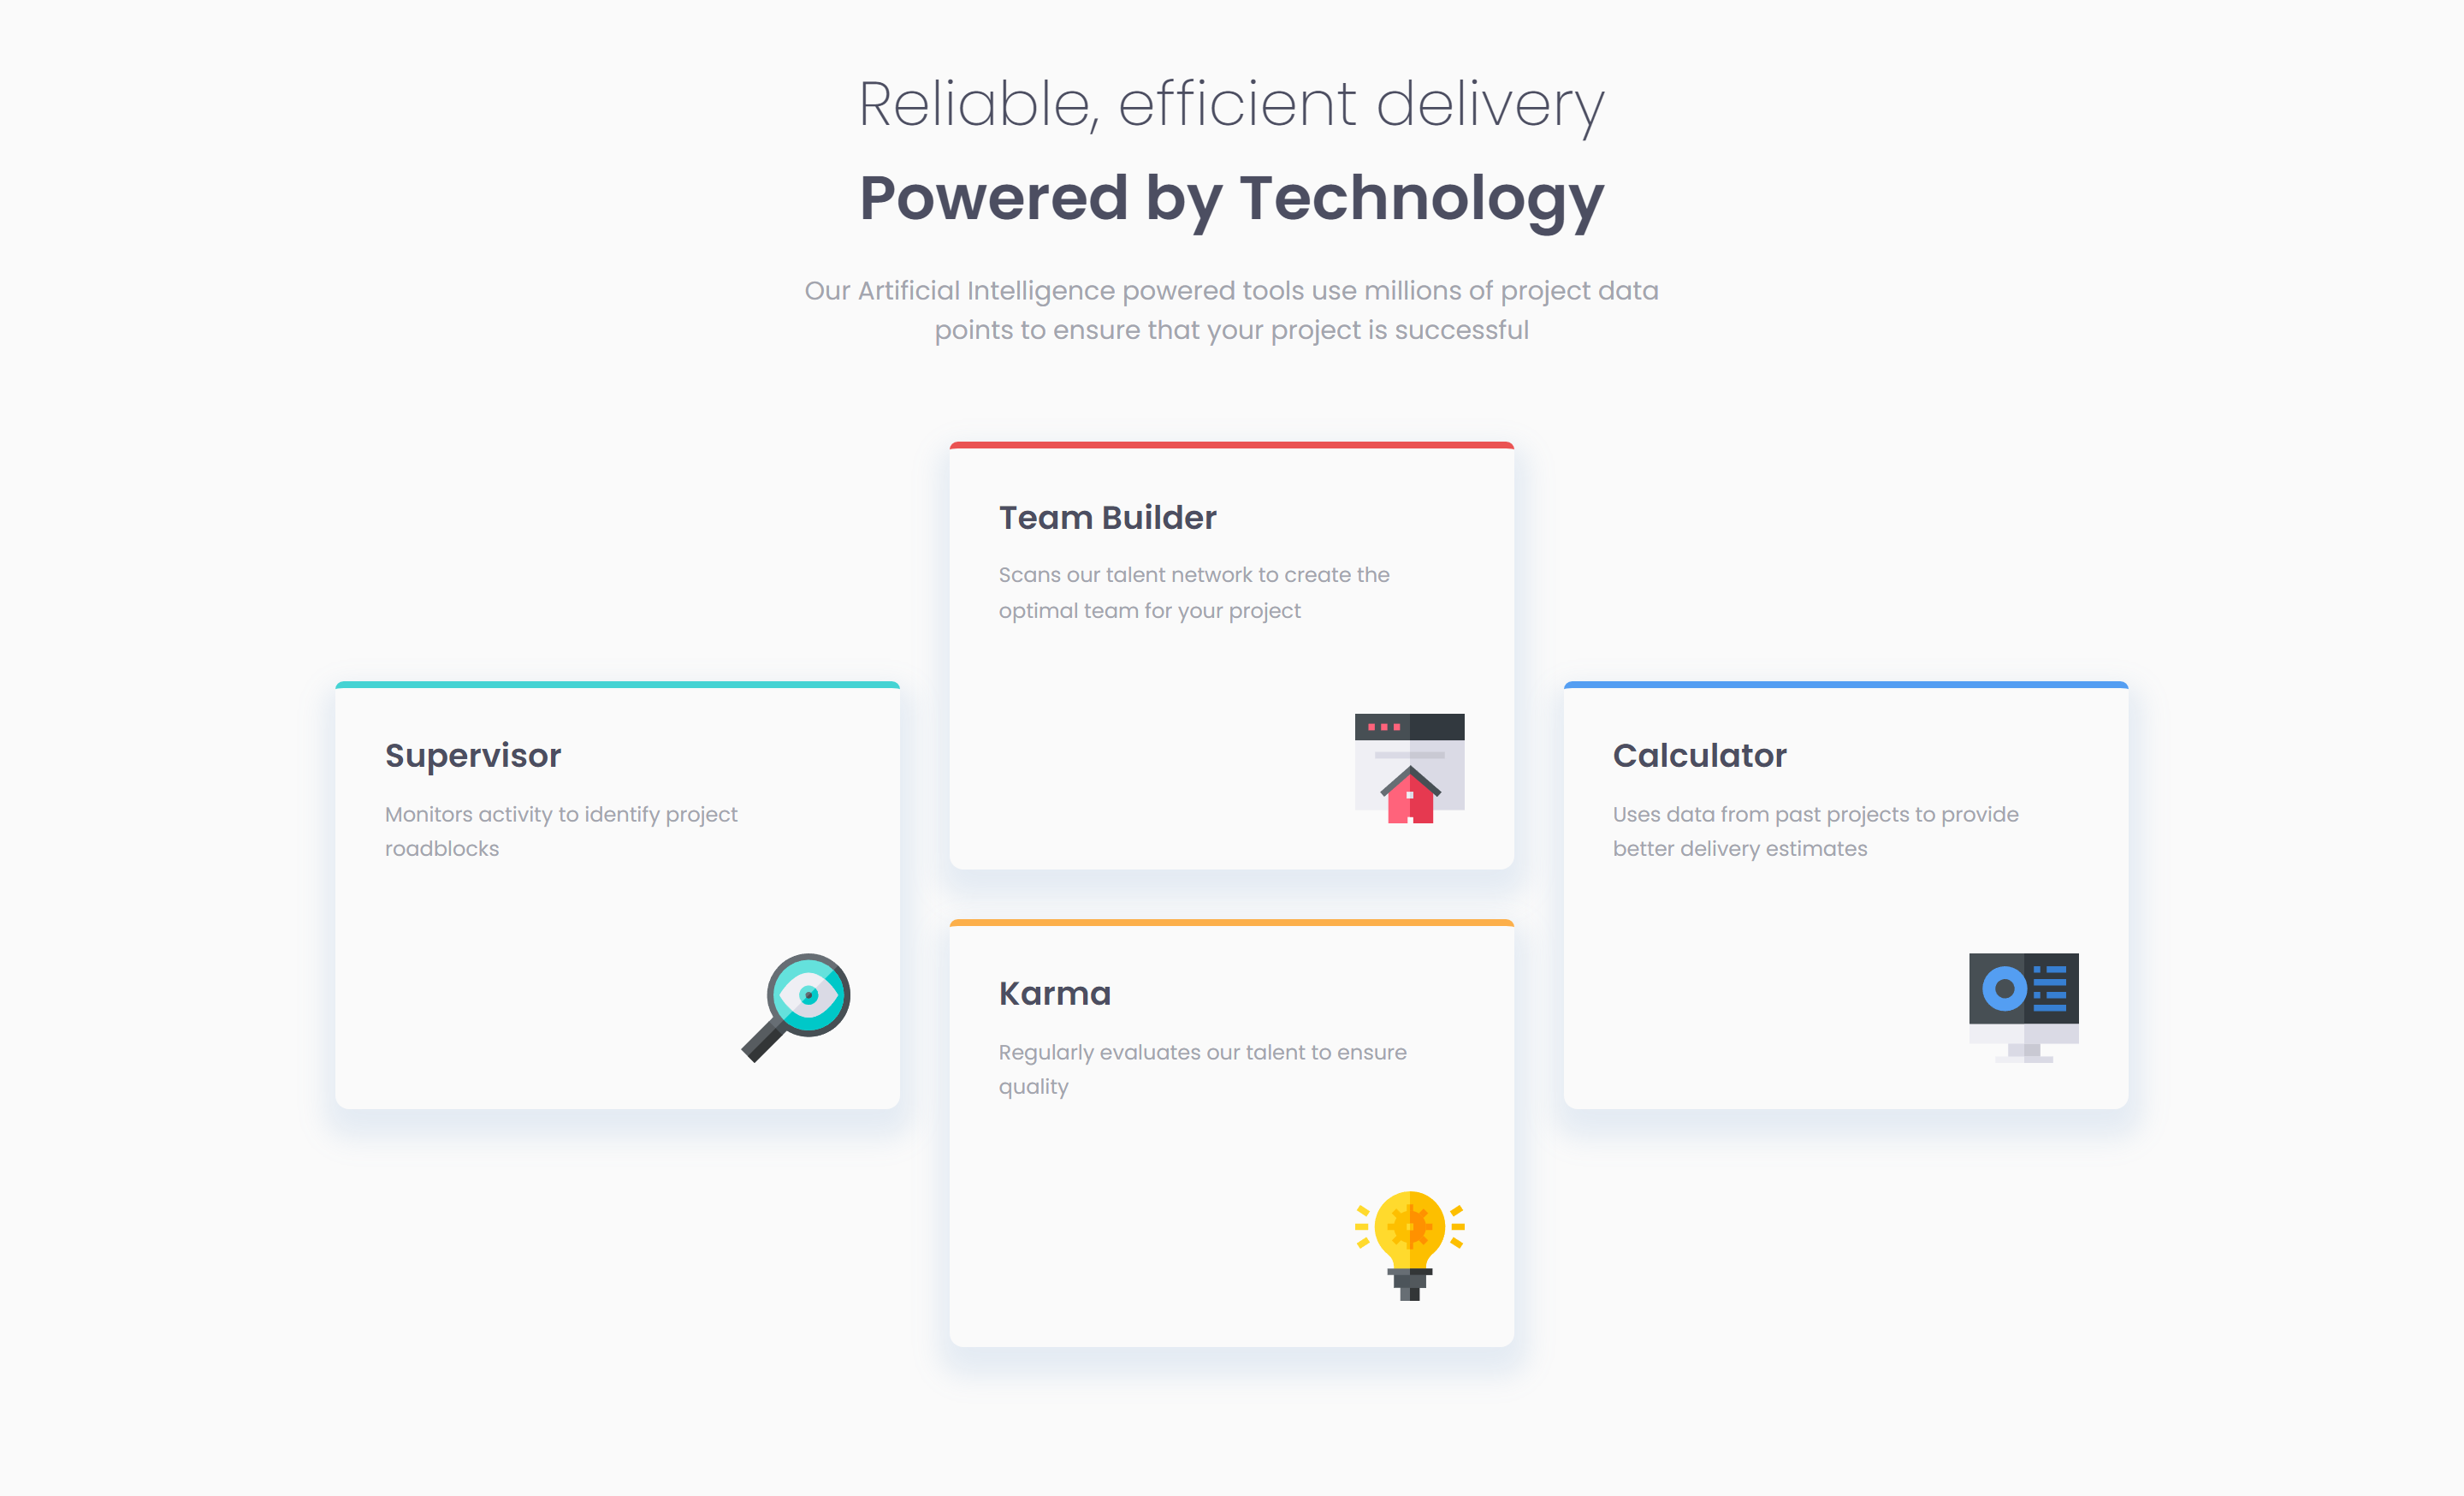 Reliable, efficient delivery
Powered by Technology
Our Artificial Intelligence powered tools use millions of project data
points to ensure that your project is successful
Team Builder
Scans our talent network to create the
optimal team for your project
Supervisor
Monitors activity to identify project
roadblocks
Calculator
Uses data from past projects to provide
better delivery estimates
Karma
Regularly evaluates our talent to ensure
quality